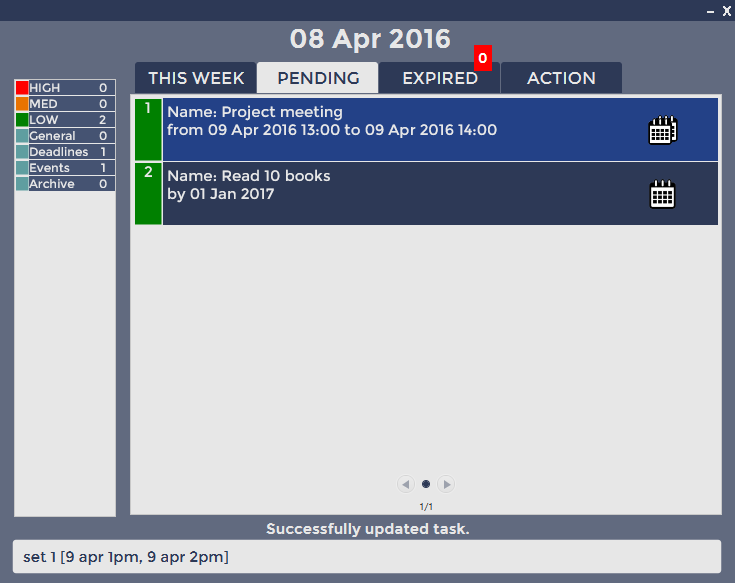 – X
08 Apr 2016
0
THIS WEEK PENDING EXPIRED ACTION
HIGH 0
MED 0
LOW 2
General 0
Deadlines 1
Events 1
Archive 0
1
Name: Project meeting
from 09 Apr 2016 13:00 to 09 Apr 2016 14:00
2
Name: Read 10 books
by 01 Jan 2017
1/1
Successfully updated task.
set 1 [9 apr 1pm, 9 apr 2pm]